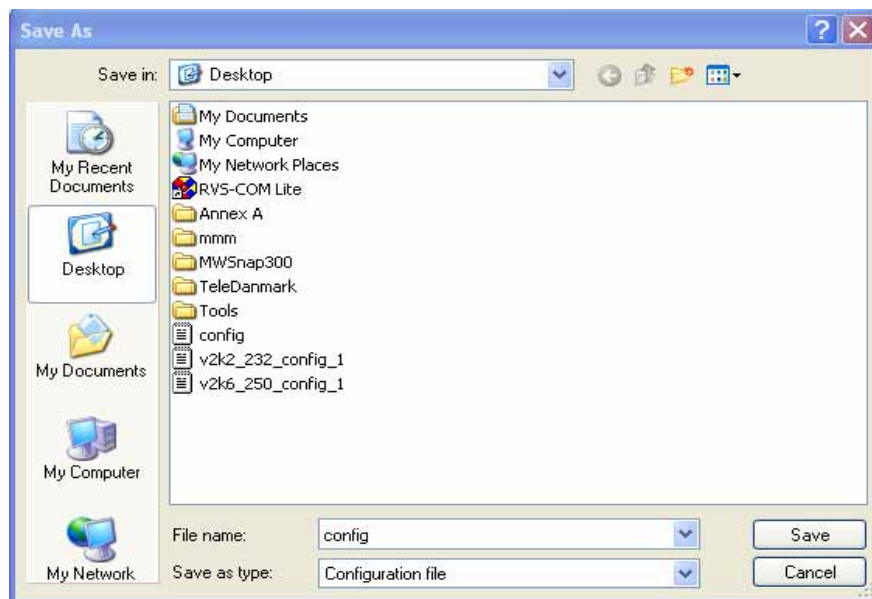 Save As
Save in:
Desktop
My Recent
Documents
Desktop
My Documents
My Computer
My Network
My Documents
My Computer
My Network Places
RVS-COM Lite
Annex A
mmm
MWSnap300
TeleDanmark
Tools
config
v2k2_232_config_1
v2k6_250_config_1
File name:
config
Save
Save as type:
Configuration file
Cancel